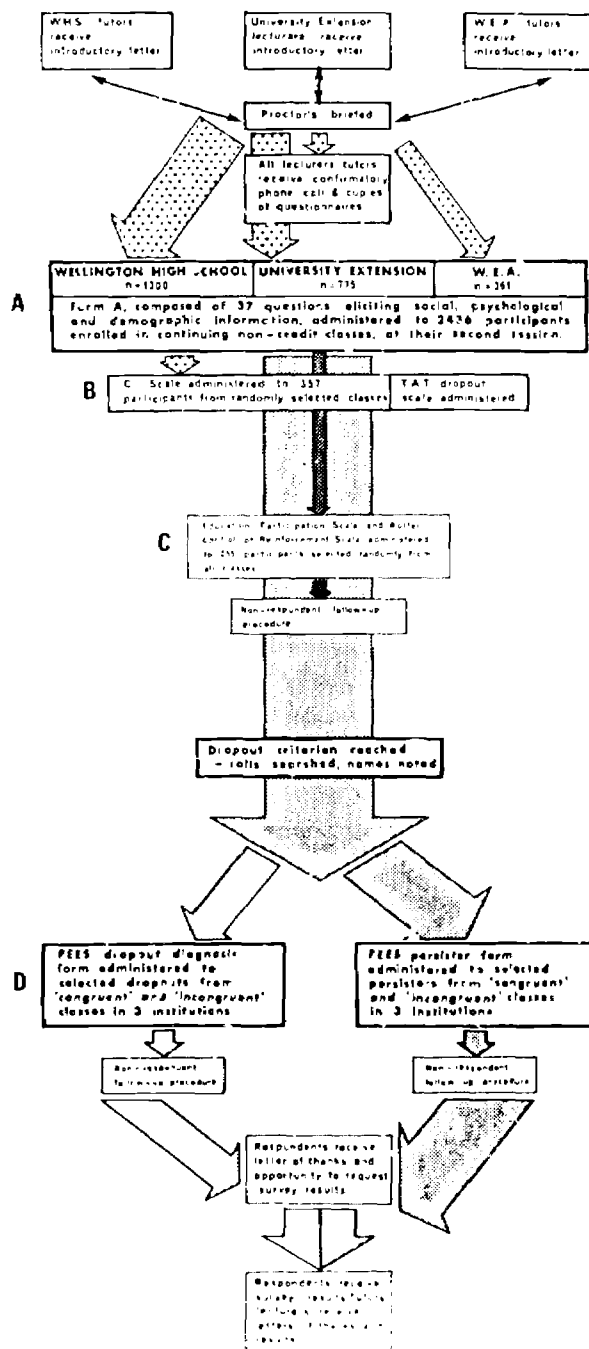 W.H.S. tutors
receive
introductory letter
University Extension
lecturers receive
introductory letter
W.E.A. tutors
receive
introductory letter
Proctor's briefed
All lecturers tutors
receive confirmatory
phone call & copies
of questionnaires
A
WELLINGTON HIGH SCHOOL
n = 1300
UNIVERSITY EXTENSION
n = 775
W.E.A.
n = 361
Form A, composed of 37 questions eliciting social, psychological
and demographic information, administered to 2436 participants
enrolled in continuing non-credit classes, at their second session.
B
C. Scale administered to 357
participants from randomly selected classes
T.A.T. dropout
scale administered
C
Education Participation Scale and Rotter
Control of Reinforcement Scale administered
to participants selected randomly from
all classes
Non-respondent follow-up
procedure
Dropout criterion reached
– rolls searched, names noted
D
PEES dropout diagnosis
form administered to
selected dropouts from
'congruent' and 'incongruent'
classes in 3 institutions
PEES persister form
administered to selected
persisters from 'congruent'
and 'incongruent' classes
in 3 institutions
Non-respondent
follow-up procedure
Non-respondent
follow up procedure
Respondents receive
letter of thanks and
opportunity to request
survey results
Respondents receive
survey results
receive
letters
results